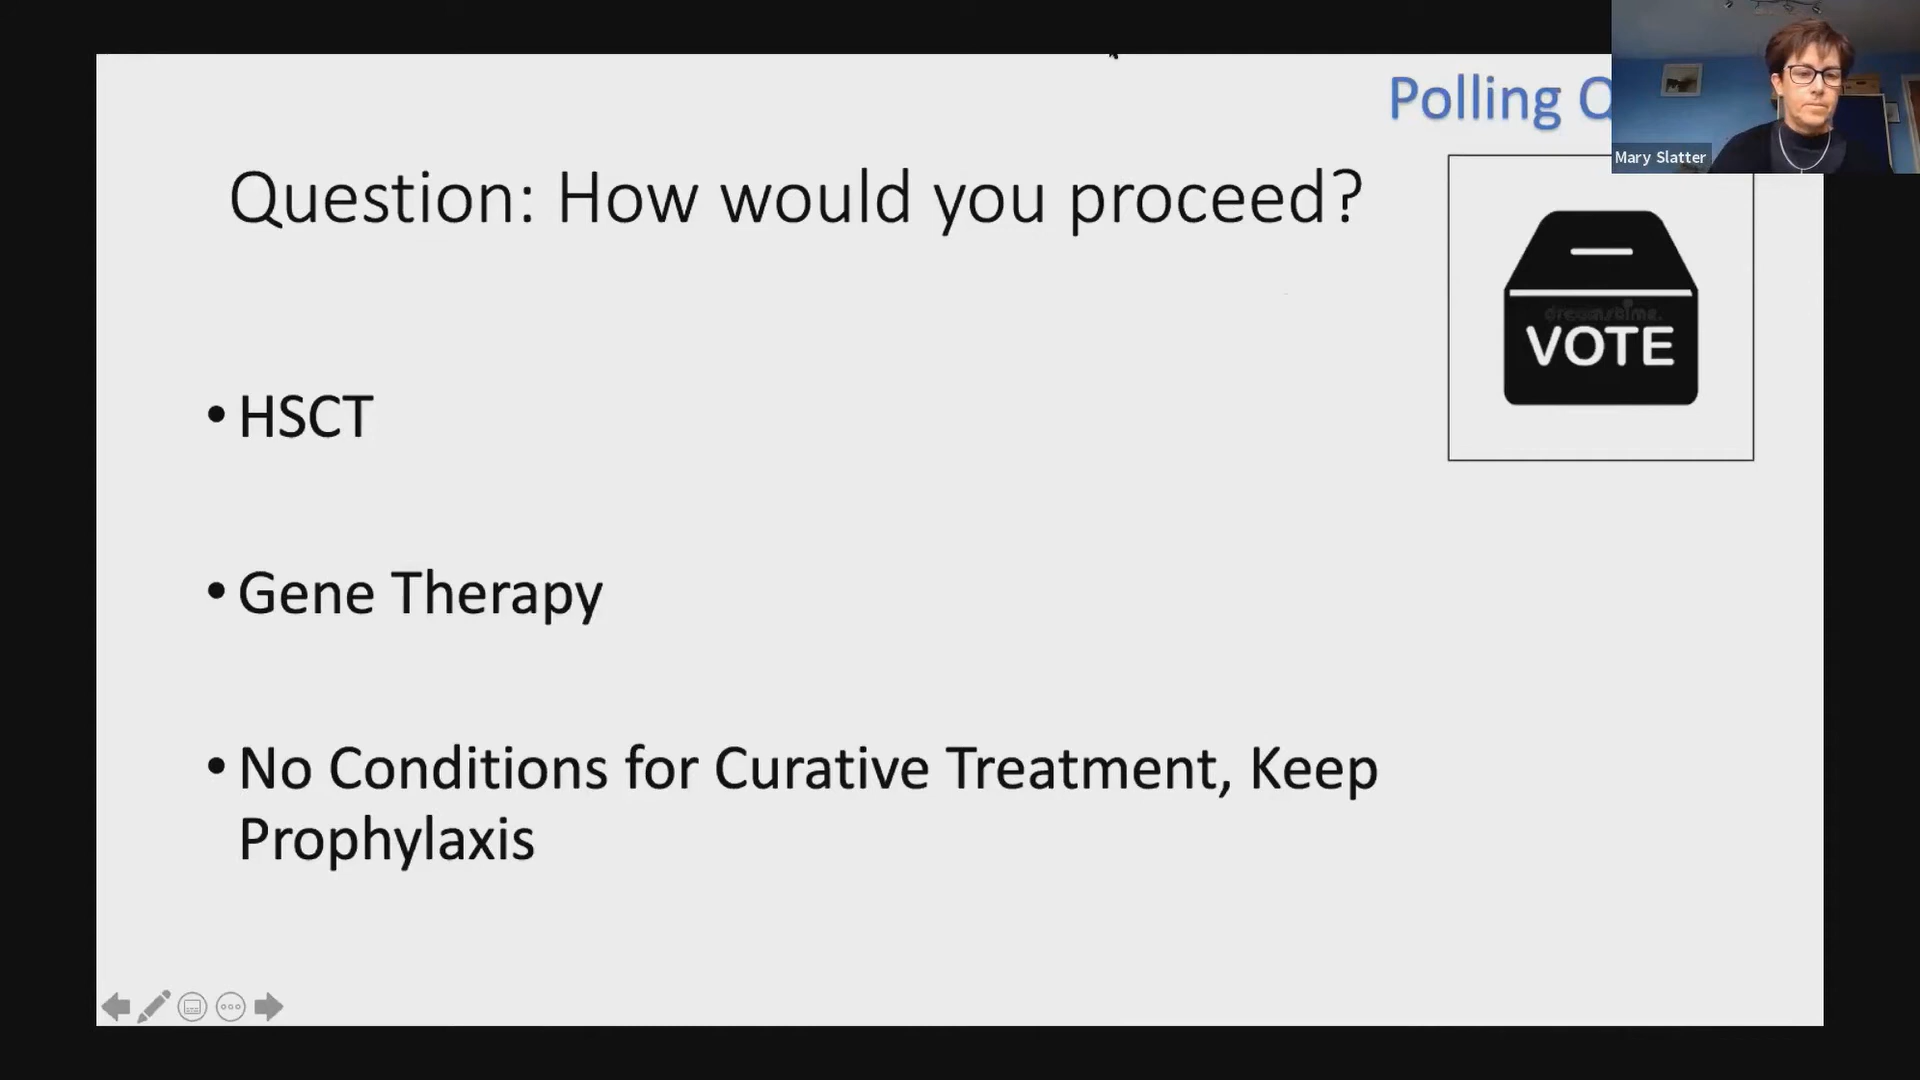 Polling Q
Mary Slatter
Question: How would you proceed?
dreamstime.
VOTE
• HSCT
• Gene Therapy
• No Conditions for Curative Treatment, Keep
Prophylaxis